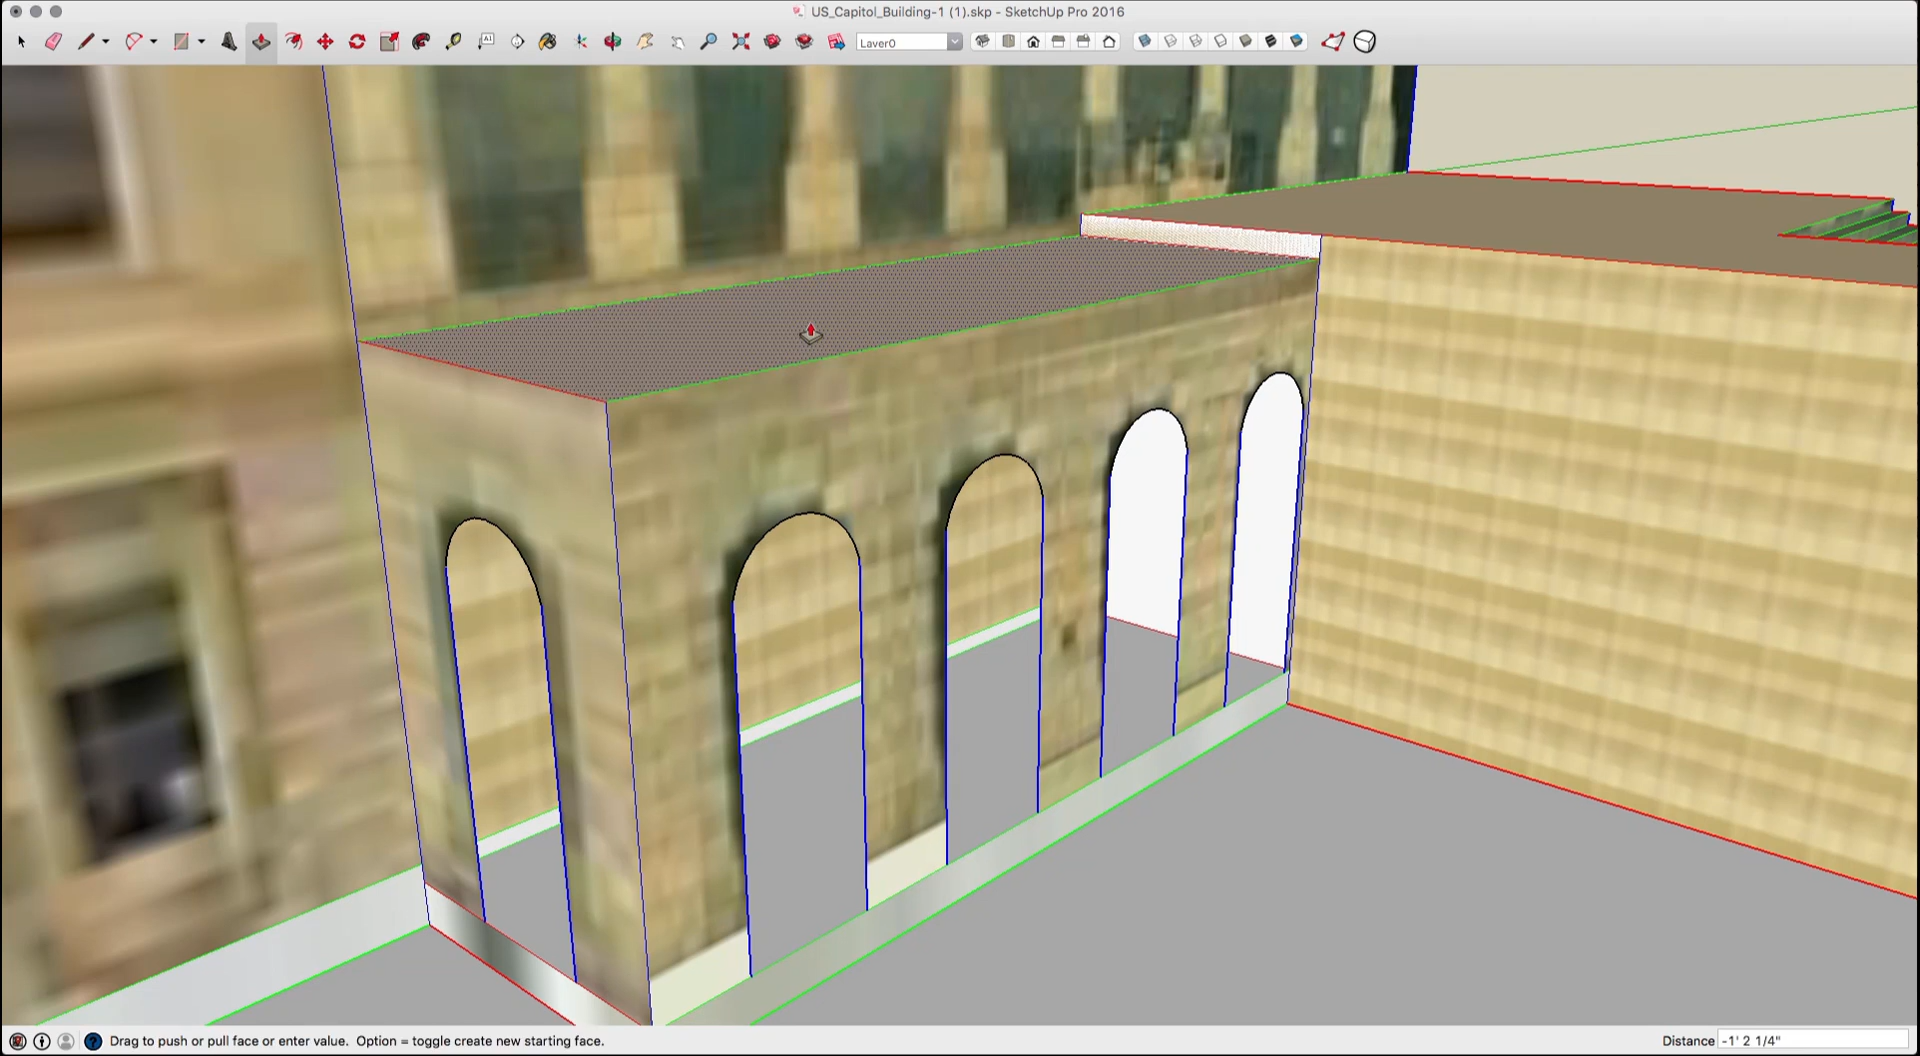 US_Capitol_Building-1 (1).skp - SketchUp Pro 2016
A1
Layer0
Drag to push or pull face or enter value. Option = toggle create new starting face.
Distance -1' 2 1/4"